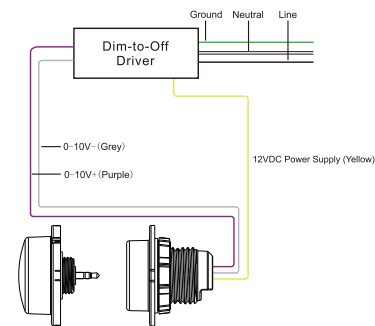 Ground Neutral Line
Dim-to-Off
Driver
0-10V-(Grey)
12VDC Power Supply (Yellow)
0-10V+(Purple)